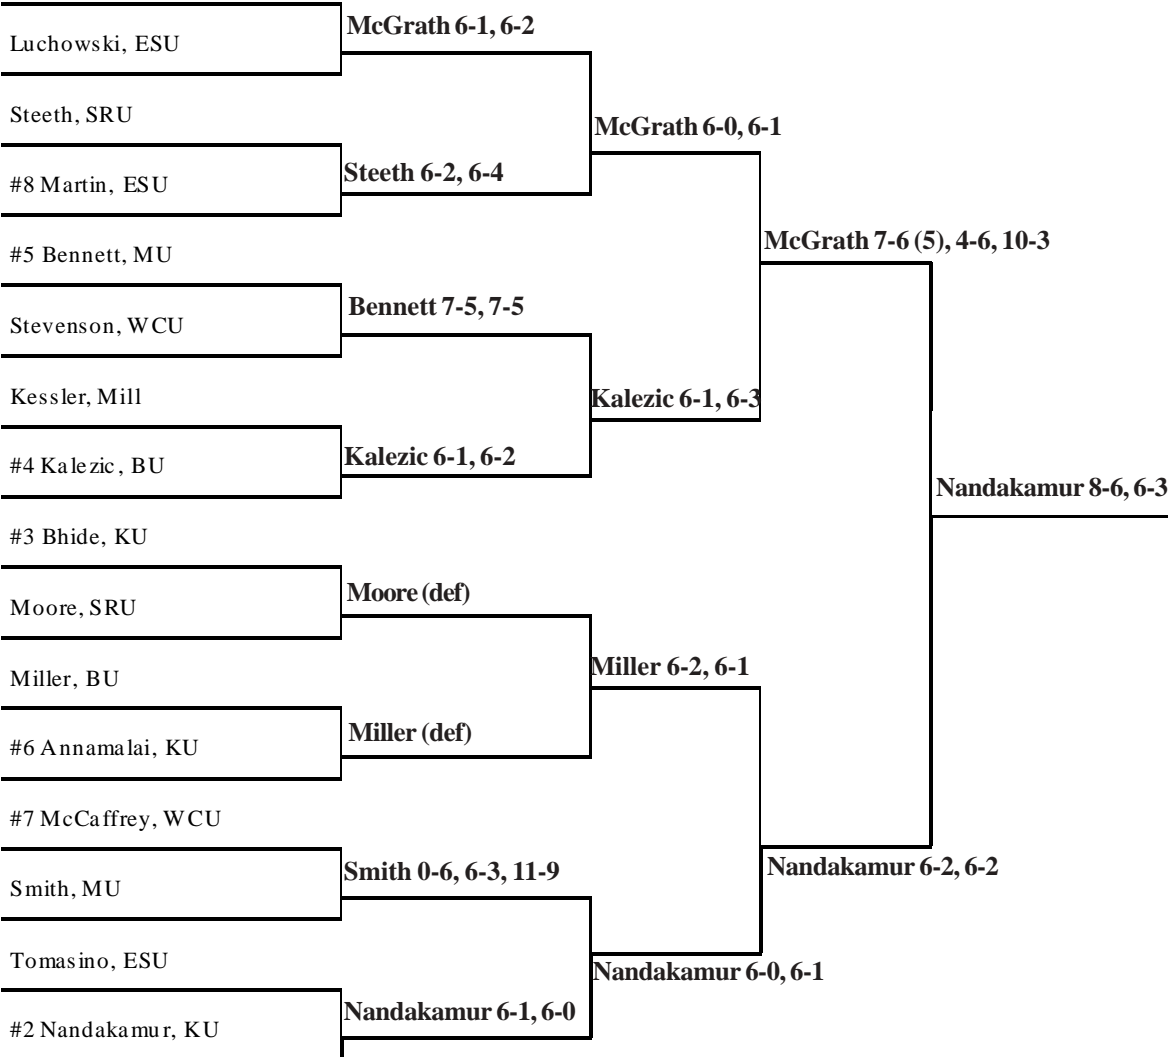 McGrath 6-1, 6-2
Luchowski, ESU
Steeth, SRU
McGrath 6-0, 6-1
Steeth 6-2, 6-4
#8 Martin, ESU
McGrath 7-6 (5), 4-6, 10-3
#5 Bennett, MU
Bennett 7-5, 7-5
Stevenson, WCU
Kessler, Mill
Kalezic 6-1, 6-3
Kalezic 6-1, 6-2
#4 Kalezic, BU
Nandakamur 8-6, 6-3
#3 Bhide, KU
Moore (def)
Moore, SRU
Miller 6-2, 6-1
Miller, BU
Miller (def)
#6 Annamalai, KU
#7 McCaffrey, WCU
Nandakamur 6-2, 6-2
Smith 0-6, 6-3, 11-9
Smith, MU
Tomasino, ESU
Nandakamur 6-0, 6-1
Nandakamur 6-1, 6-0
#2 Nandakamur, KU